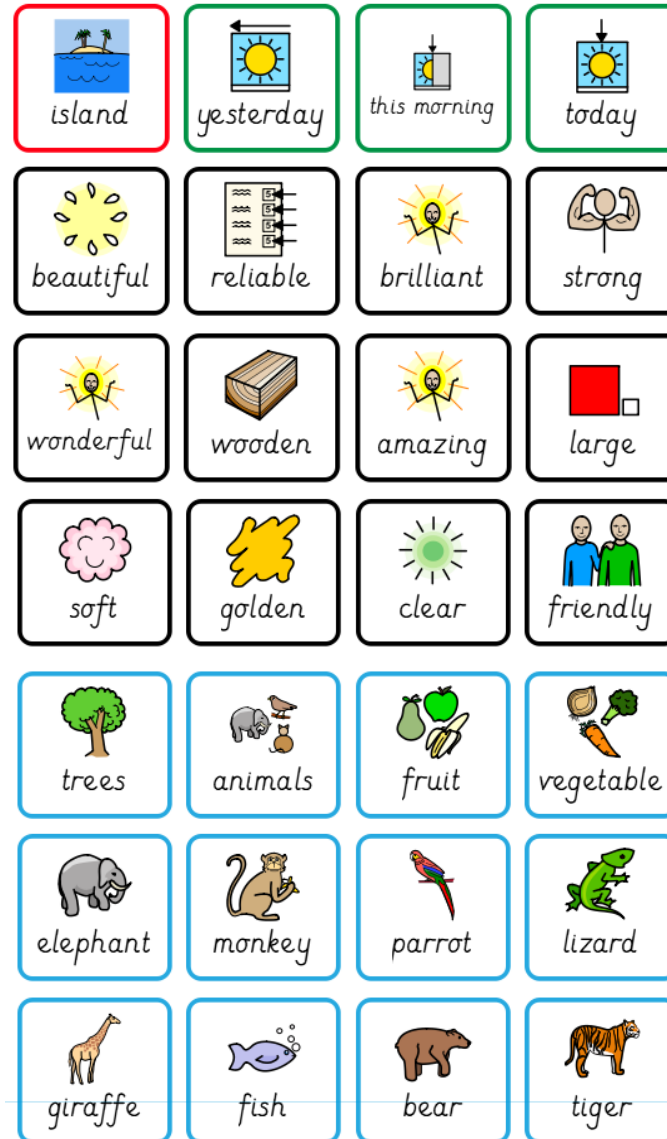 island yesterday this morning today
beautiful reliable brilliant strong
wonderful wooden amazing large
soft golden clear friendly
trees animals fruit vegetable
elephant monkey parrot lizard
giraffe fish bear tiger